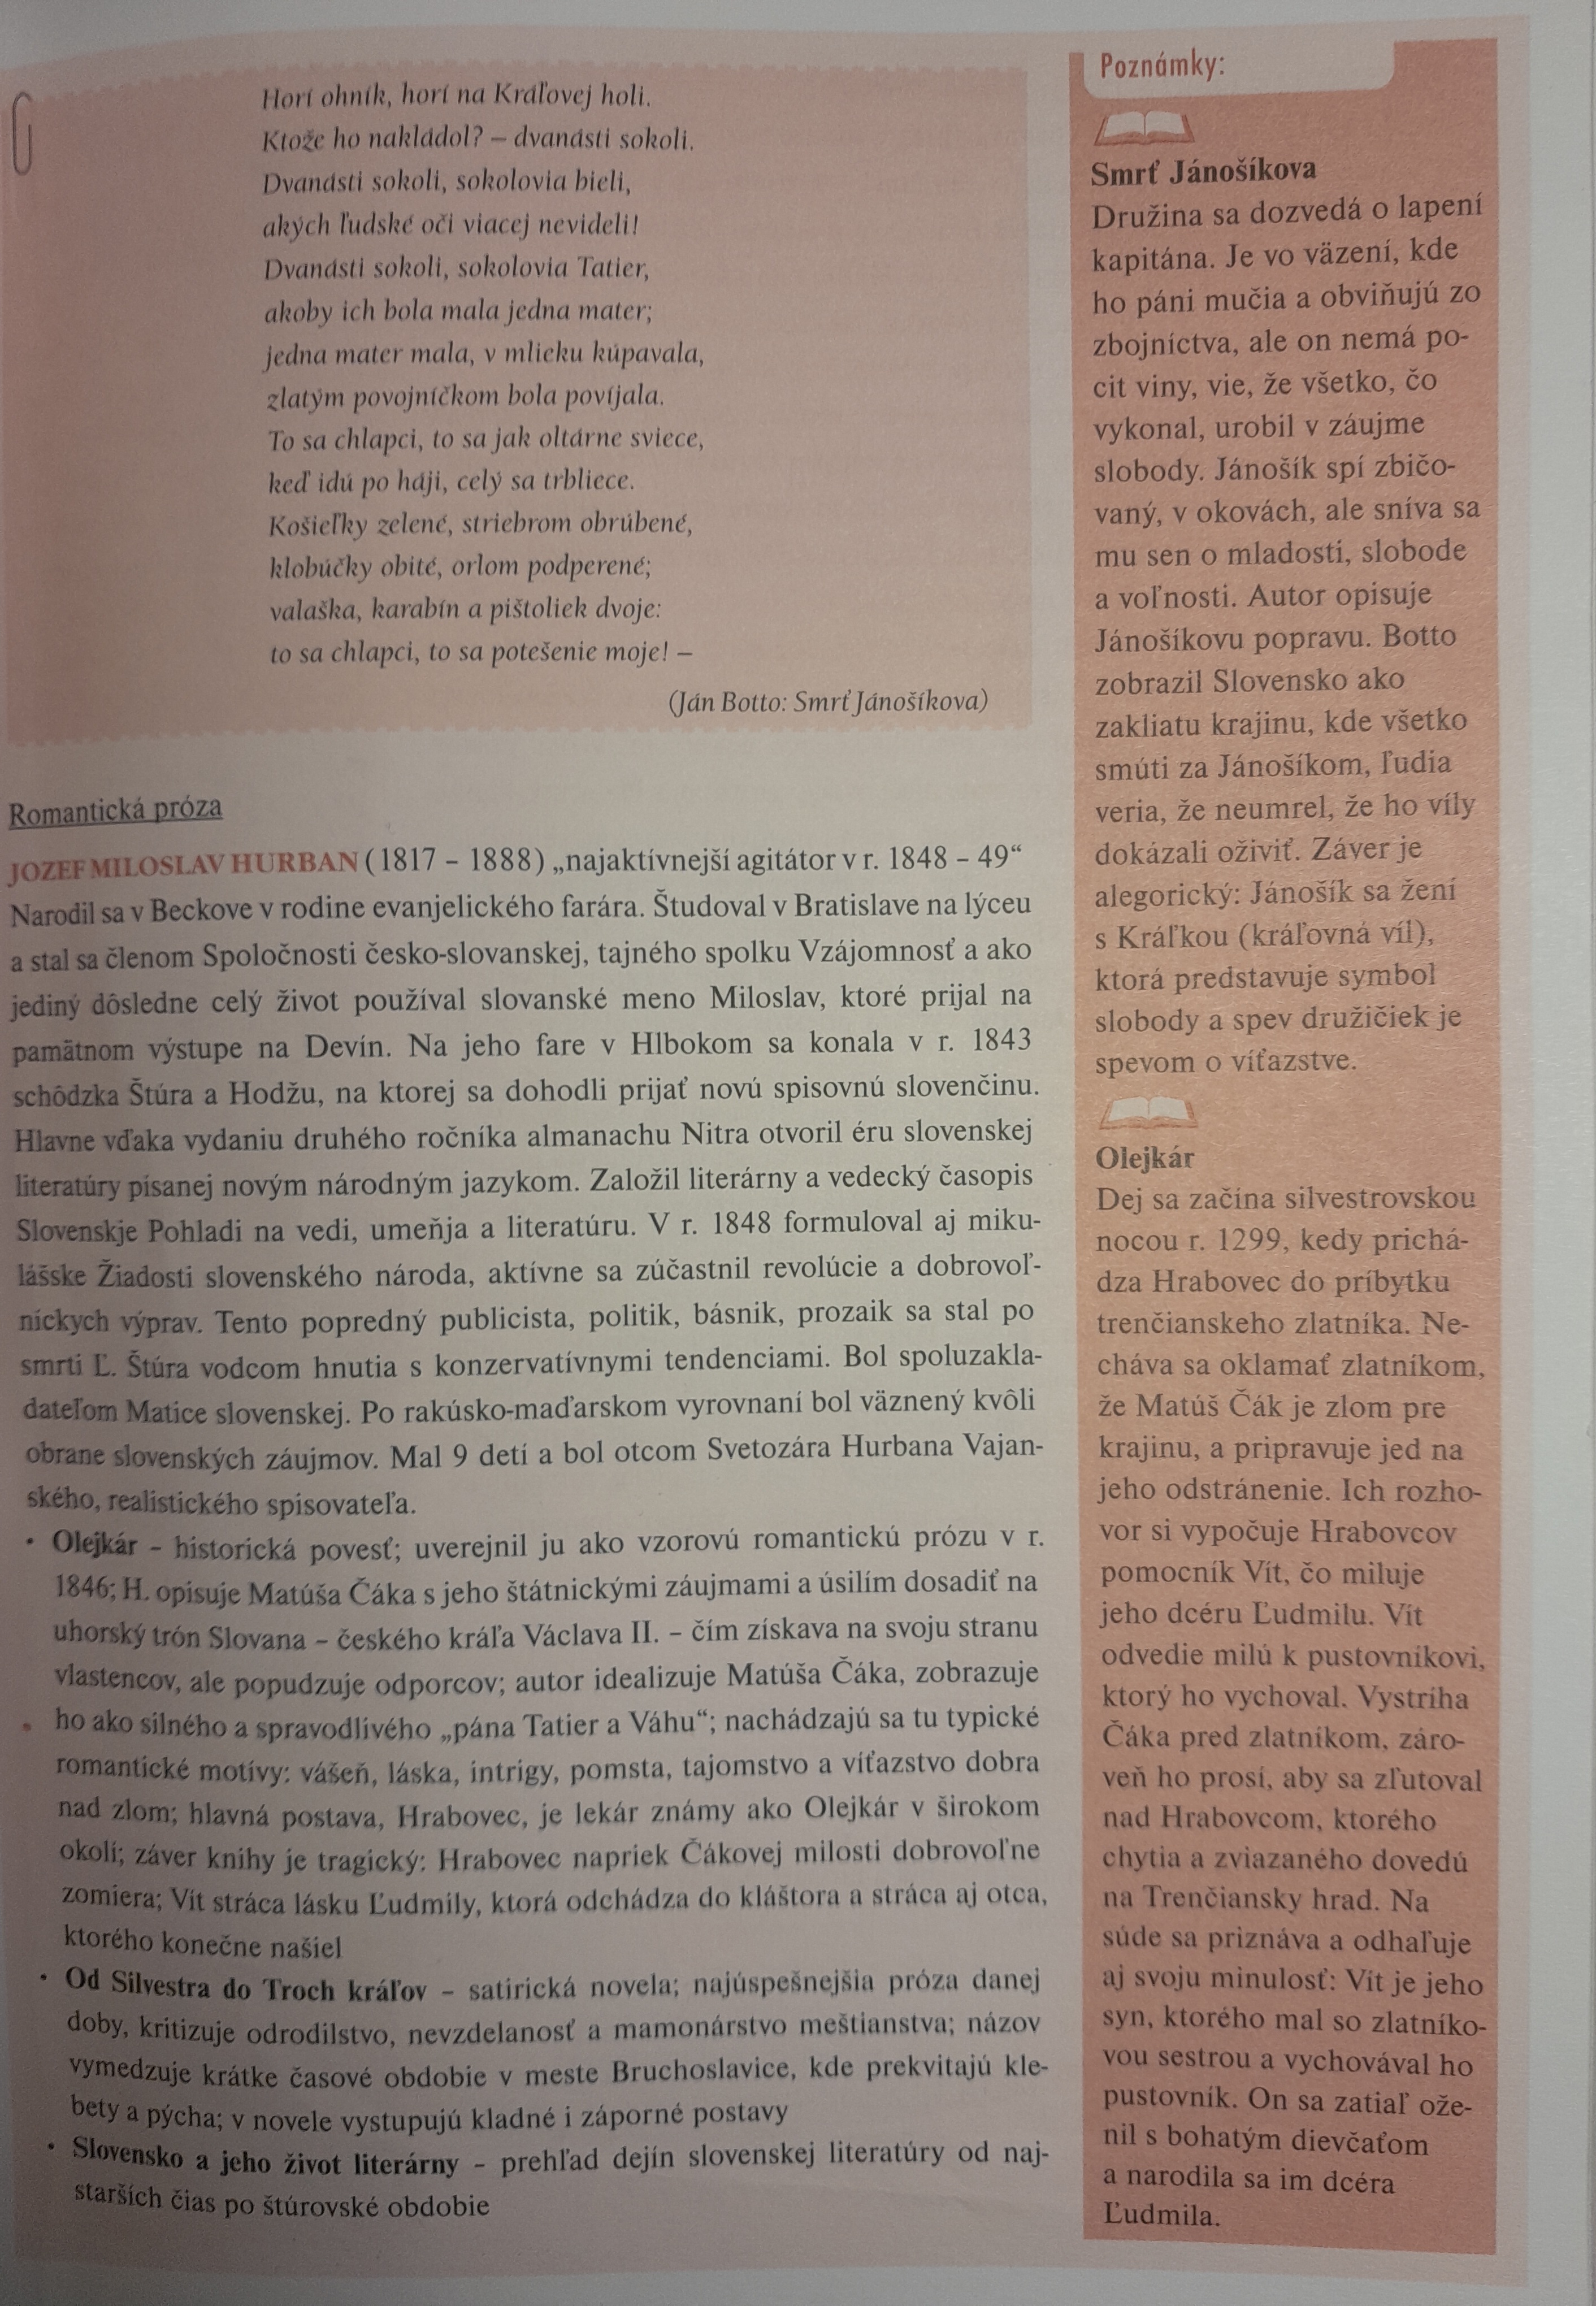 Horí ohník, horí na Kráľovej holi.
Ktože ho nakládol? – dvanásti sokoli.
Dvanásti sokoli, sokolovia bieli,
akých ľudské oči viacej nevideli!
Dvanásti sokoli, sokolovia Tatier,
akoby ich bola mala jedna mater;
jedna mater mala, v mlieku kúpavala,
zlatým povojníčkom bola povíjala.
To sa chlapci, to sa jak oltárne sviece,
keď idú po háji, celý sa trbliece.
Košieľky zelené, striebrom obrúbené,
klobúčky obité, orlom podperené;
valaška, karabín a pištoliek dvoje:
to sa chlapci, to sa potešenie moje! –
(Ján Botto: Smrť Jánošíkova)
Romantická próza
JOZEF MILOSLAV HURBAN (1817 – 1888) „najaktívnejší agitátor v r. 1848 – 49“
Narodil sa v Beckove v rodine evanjelického farára. Študoval v Bratislave na lýceu
a stal sa členom Spoločnosti česko-slovanskej, tajného spolku Vzájomnosť a ako
jediný dôsledne celý život používal slovanské meno Miloslav, ktoré prijal na
pamätnom výstupe na Devín. Na jeho fare v Hlbokom sa konala v r. 1843
schôdzka Štúra a Hodžu, na ktorej sa dohodli prijať novú spisovnú slovenčinu.
Hlavne vďaka vydaniu druhého ročníka almanachu Nitra otvoril éru slovenskej
literatúry písanej novým národným jazykom. Založil literárny a vedecký časopis
Slovenskje Pohladi na vedi, umeňja a literatúru. V r. 1848 formuloval aj miku-
lášske Žiadosti slovenského národa, aktívne sa zúčastnil revolúcie a dobrovoľ-
níckych výprav. Tento popredný publicista, politik, básnik, prozaik sa stal po
smrti Ľ. Štúra vodcom hnutia s konzervatívnymi tendenciami. Bol spoluzakla-
dateľom Matice slovenskej. Po rakúsko-maďarskom vyrovnaní bol väznený kvôli
obrane slovenských záujmov. Mal 9 detí a bol otcom Svetozára Hurbana Vajan-
ského, realistického spisovateľa.
• Olejkár – historická povesť; uverejnil ju ako vzorovú romantickú prózu v r.
1846; H. opisuje Matúša Čáka s jeho štátnickými záujmami a úsilím dosadiť na
uhorský trón Slovana – českého kráľa Václava II. – čím získava na svoju stranu
vlastencov, ale popudzuje odporcov; autor idealizuje Matúša Čáka, zobrazuje
ho ako silného a spravodlivého „pána Tatier a Váhu“; nachádzajú sa tu typické
romantické motívy: vášeň, láska, intrigy, pomsta, tajomstvo a víťazstvo dobra
nad zlom; hlavná postava, Hrabovec, je lekár známy ako Olejkár v širokom
okolí; záver knihy je tragický: Hrabovec napriek Čákovej milosti dobrovoľne
zomiera; Vít stráca lásku Ľudmily, ktorá odchádza do kláštora a stráca aj otca,
ktorého konečne našiel
• Od Silvestra do Troch kráľov – satirická novela; najúspešnejšia próza danej
doby, kritizuje odrodilstvo, nevzdelanosť a mamonárstvo meštianstva; názov
vymedzuje krátke časové obdobie v meste Bruchoslavice, kde prekvitajú kle-
bety a pýcha; v novele vystupujú kladné i záporné postavy
• Slovensko a jeho život literárny – prehľad dejín slovenskej literatúry od naj-
starších čias po štúrovské obdobie
Poznámky:
Smrť Jánošíkova
Družina sa dozvedá o lapení
kapitána. Je vo väzení, kde
ho páni mučia a obviňujú zo
zbojníctva, ale on nemá po-
cit viny, vie, že všetko, čo
vykonal, urobil v záujme
slobody. Jánošík spí zbičo-
vaný, v okovách, ale sníva sa
mu sen o mladosti, slobode
a voľnosti. Autor opisuje
Jánošíkovu popravu. Botto
zobrazil Slovensko ako
zakliatu krajinu, kde všetko
smúti za Jánošíkom, ľudia
veria, že neumrel, že ho víly
dokázali oživiť. Záver je
alegorický: Jánošík sa žení
s Kráľkou (kráľovná víl),
ktorá predstavuje symbol
slobody a spev družičiek je
spevom o víťazstve.
Olejkár
Dej sa začína silvestrovskou
nocou r. 1299, kedy prichá-
dza Hrabovec do príbytku
trenčianskeho zlatníka. Ne-
cháva sa oklamať zlatníkom,
že Matúš Čák je zlom pre
krajinu, a pripravuje jed na
jeho odstránenie. Ich rozho-
vor si vypočuje Hrabovcov
pomocník Vít, čo miluje
jeho dcéru Ľudmilu. Vít
odvedie milú k pustovníkovi,
ktorý ho vychoval. Vystríha
Čáka pred zlatníkom, záro-
veň ho prosí, aby sa zľutoval
nad Hrabovcom, ktorého
chytia a zviazaného dovedú
na Trenčiansky hrad. Na
súde sa priznáva a odhaľuje
aj svoju minulosť: Vít je jeho
syn, ktorého mal so zlatníko-
vou sestrou a vychovával ho
pustovník. On sa zatiaľ ože-
nil s bohatým dievčaťom
a narodila sa im dcéra
Ľudmila.